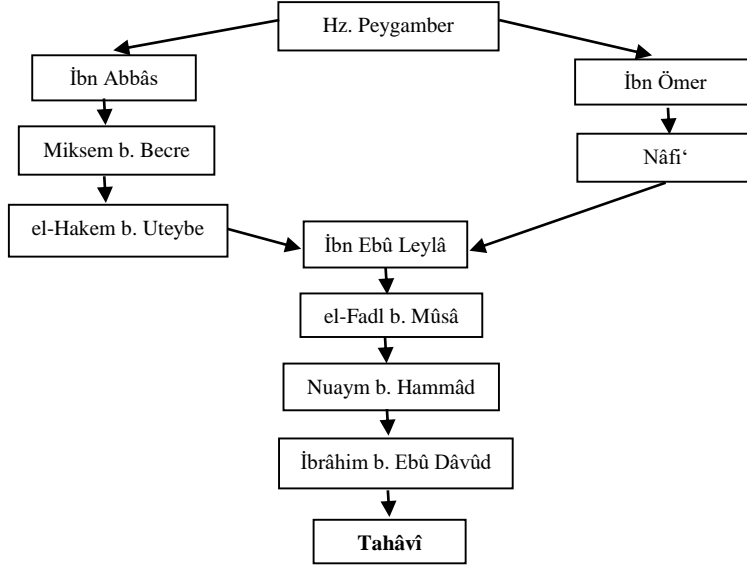 Hz. Peygamber
İbn Abbâs
İbn Ömer
Miksem b. Becre
Nâfi‘
el-Hakem b. Uteybe
İbn Ebû Leylâ
el-Fadl b. Mûsâ
Nuaym b. Hammâd
İbrâhim b. Ebû Dâvûd
Tahâvî